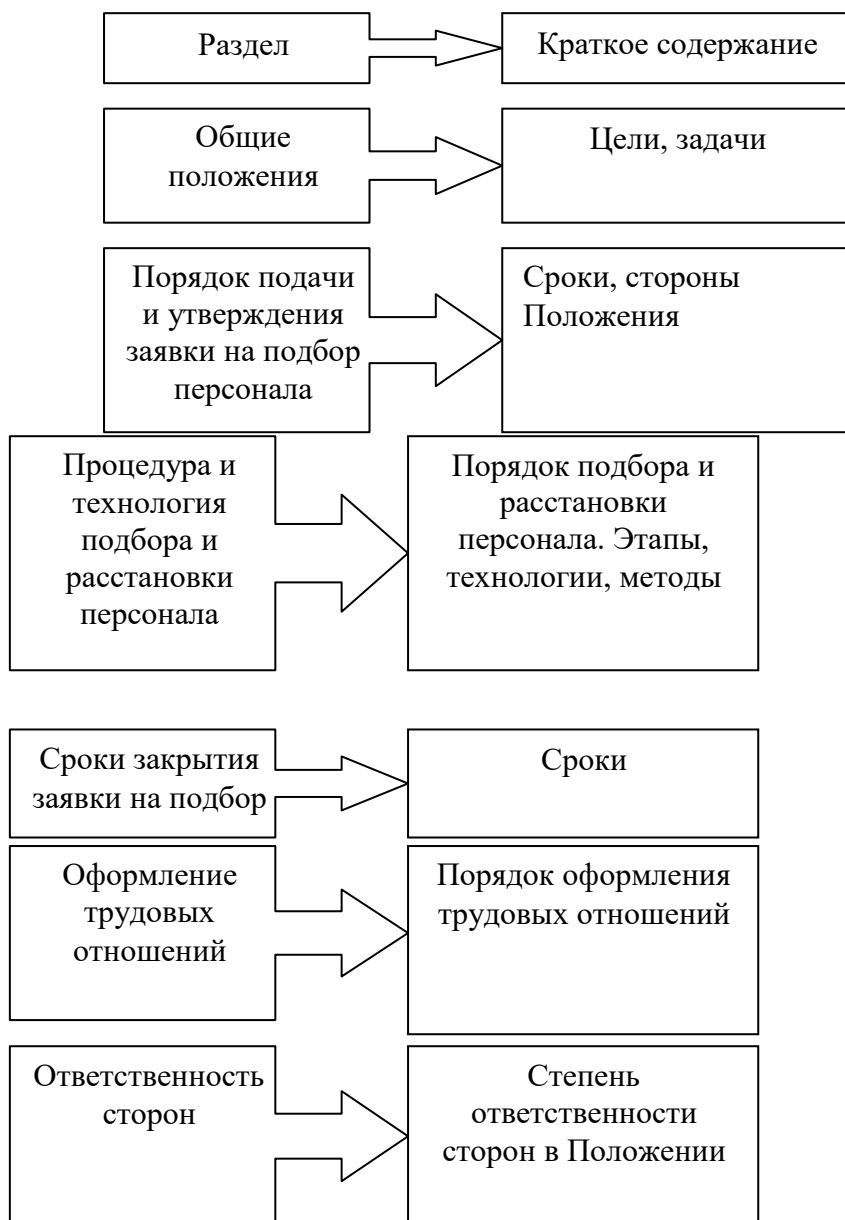 Раздел
Краткое содержание
Общие
положения
Цели, задачи
Порядок подачи
и утверждения
заявки на подбор
персонала
Сроки, стороны
Положения
Процедура и
технология
подбора и
расстановки
персонала
Порядок подбора и
расстановки
персонала. Этапы,
технологии, методы
Сроки закрытия
заявки на подбор
Сроки
Оформление
трудовых
отношений
Порядок оформления
трудовых отношений
Ответственность
сторон
Степень
ответственности
сторон в Положении